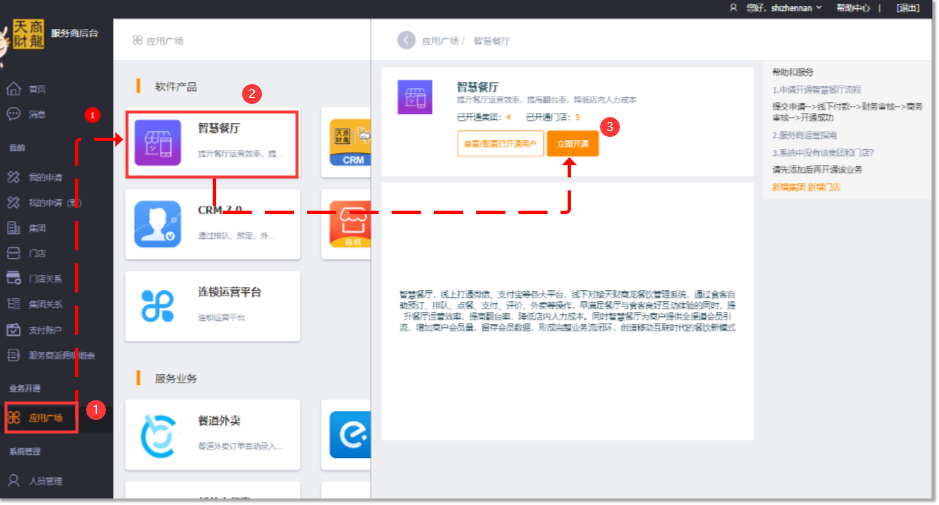 您好, shizhennan
帮助中心 |
[退出]
天商
財龍
服务商后台
首页
消息
1
我的
我的申请
我的申请（新）
集团
门店
门店关系
集团关系
支付账户
服务商返佣明细表
业务开通
应用广场
1
系统管理
人员管理
应用广场
软件产品
2
智慧餐厅
提升餐厅运营效率、提...
CRM
CRM 7.0
通过排队、预定、外...
商城
连锁运营平台
连锁运营平台
服务业务
餐道外卖
餐道外卖订单自动录入...
应用广场 / 智慧餐厅
智慧餐厅
提升餐厅运营效率、提高翻台率、降低店内人力成本
已开通集团：4 已开通门店：5
查看/配置已开通用户
立即开通
3
智慧餐厅，线上打通微信、支付宝等各大平台，线下对接天财商龙餐饮管理系统，通过食客自
助预订、排队、点餐、支付、评价、外卖等操作，
满足餐厅与食客良好互动体验的同时，提
升餐厅运营效率、提高翻台率、降低店内人力成本。同时智慧餐厅为商户提供全渠道会员引
流，增加商户会员量，留存会员数据，形成完整业务流闭环，创造移动互联时代的餐饮新模式
帮助和服务
1.申请开通智慧餐厅流程
提交申请-->线下付款-->财务审核-->商务
审核-->开通成功
2.服务商运营指南
3.系统中没有该集团和门店?
请先添加后再开通该业务
新增集团 新增门店